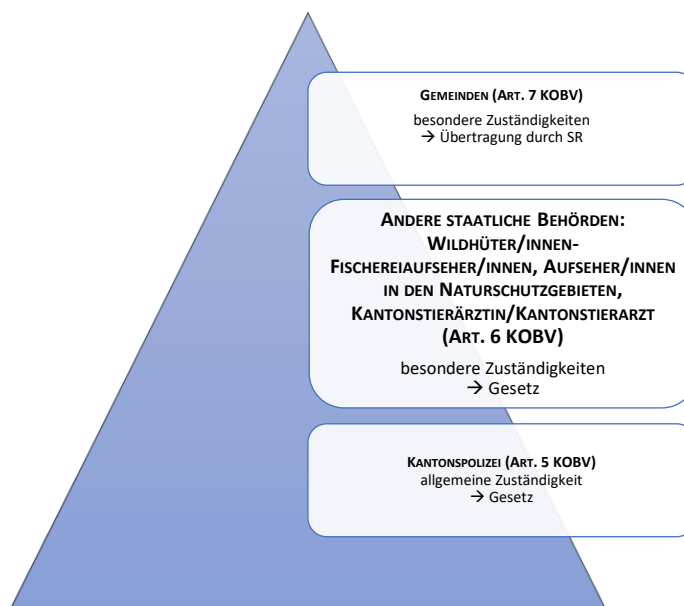 GEMEINDEN (ART. 7 KOBV)
besondere Zuständigkeiten
→ Übertragung durch SR
ANDERE STAATLICHE BEHÖRDEN:
WILDHÜTER/INNEN-
FISCHEREIAUFSEHER/INNEN, AUFSEHER/INNEN
IN DEN NATURSCHUTZGEBIETEN,
KANTONSTIERÄRZTIN/KANTONSTIERARZT
(ART. 6 KOBV)
besondere Zuständigkeiten
→ Gesetz
KANTONSPOLIZEI (ART. 5 KOBV)
allgemeine Zuständigkeit
→ Gesetz